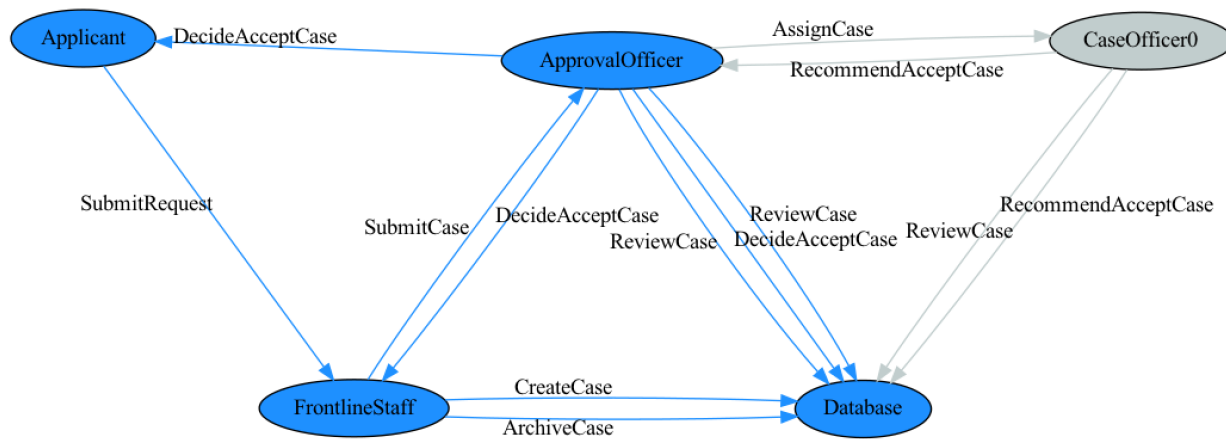 Applicant
DecideAcceptCase
ApprovalOfficer
AssignCase
RecommendAcceptCase
CaseOfficer0
SubmitRequest
SubmitCase
DecideAcceptCase
ReviewCase
ReviewCase
DecideAcceptCase
ReviewCase
RecommendAcceptCase
FrontlineStaff
CreateCase
ArchiveCase
Database